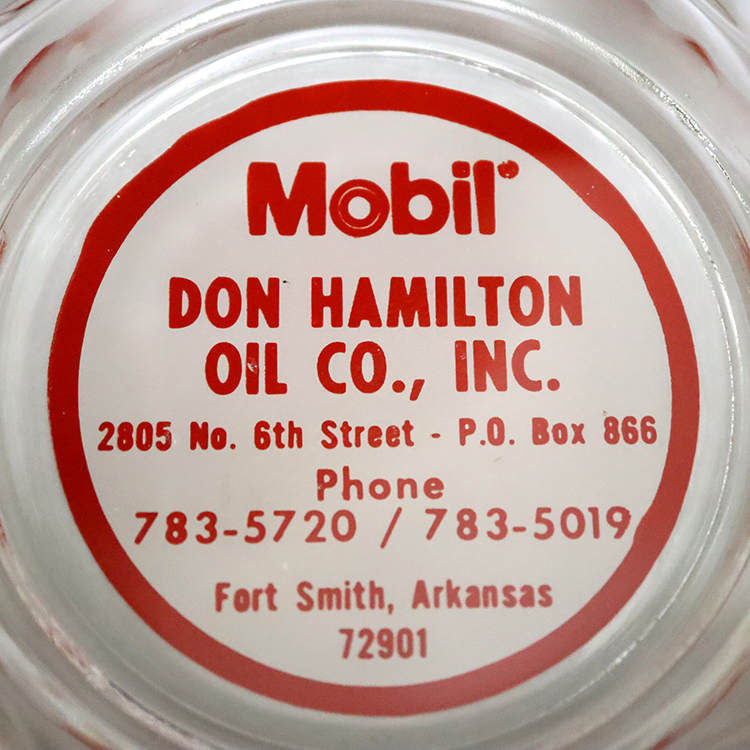 Mobil
DON HAMILTON
OIL CO., INC.
2805 No. 6th Street - P.O. Box 866
Phone
783-5720 / 783-5019
Fort Smith, Arkansas
72901